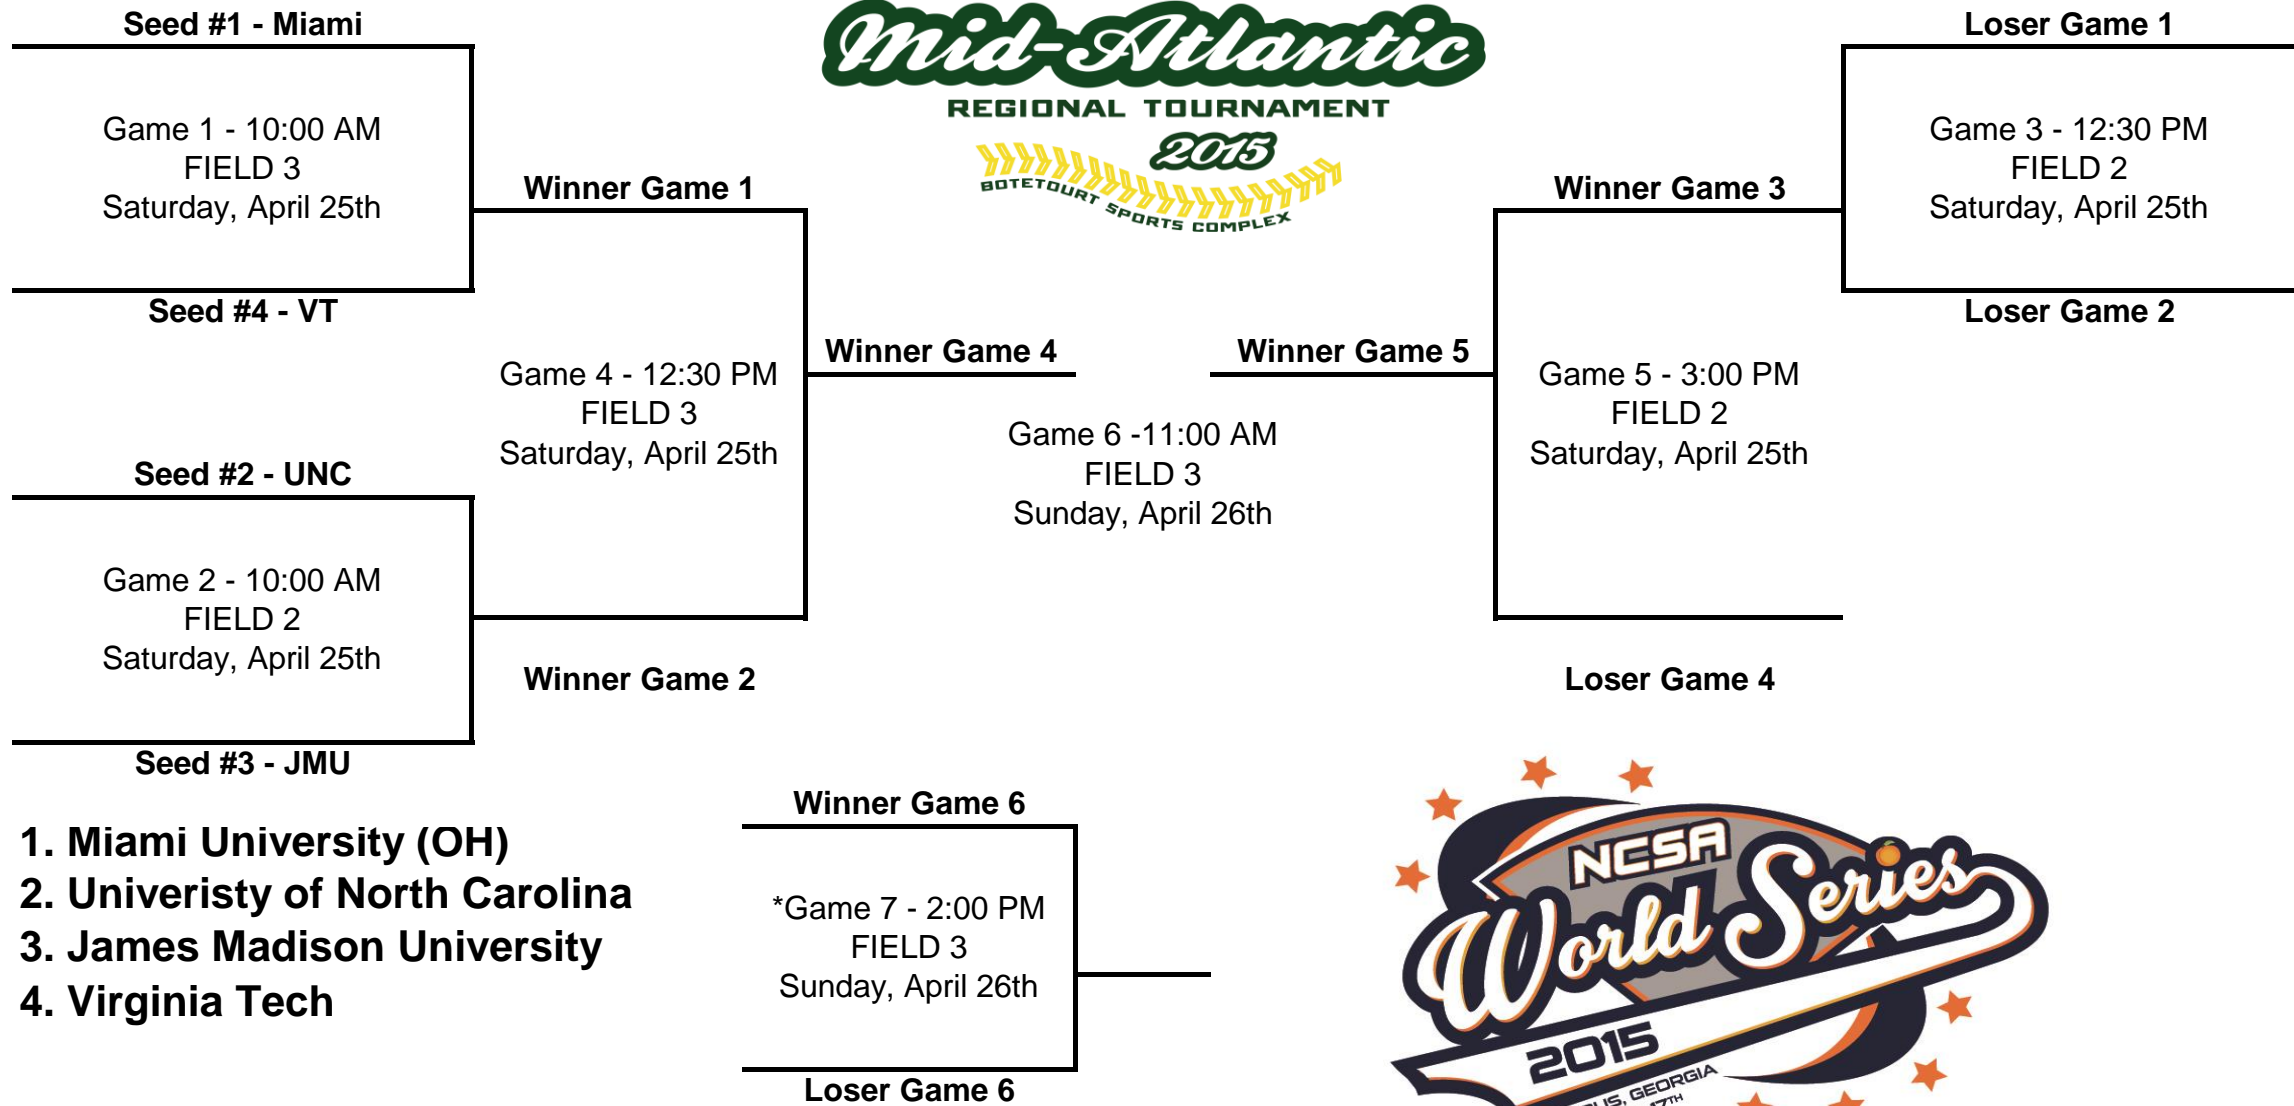 Seed #1 - Miami
Game 1 - 10:00 AM
FIELD 3
Saturday, April 25th
Seed #4 - VT
Winner Game 1
Game 4 - 12:30 PM
FIELD 3
Saturday, April 25th
Seed #2 - UNC
Game 2 - 10:00 AM
FIELD 2
Saturday, April 25th
Winner Game 2
Seed #3 - JMU
Mid-Atlantic
REGIONAL TOURNAMENT
2015
BOTETOURT SPORTS COMPLEX
Winner Game 4
Winner Game 5
Game 6 -11:00 AM
FIELD 3
Sunday, April 26th
Loser Game 1
Game 3 - 12:30 PM
FIELD 2
Saturday, April 25th
Loser Game 2
Winner Game 3
Game 5 - 3:00 PM
FIELD 2
Saturday, April 25th
Loser Game 4
1. Miami University (OH)
2. Univeristy of North Carolina
3. James Madison University
4. Virginia Tech
Winner Game 6
*Game 7 - 2:00 PM
FIELD 3
Sunday, April 26th
Loser Game 6
NCSA
World Series
2015
GEORGIA